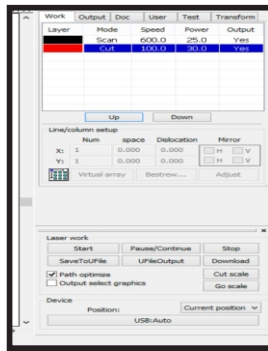 Work Output Doc User Test Transform
Layer Mode Speed Power Output
Scan 600.0 25.0 Yes
Cut 100.0 30.0 Yes
Up Down
Line/column setup
Num space Dislocation Mirror
X: 1 0.000 0.000 H V
Y: 1 0.000 0.000 H V
Virtual array Bestrew... Adjust
Laser work
Start Pause/Continue Stop
SaveToUFile UFileOutput Download
Path optimize Cut scale
Output select graphics Go scale
Device
Position: Current position
USB:Auto